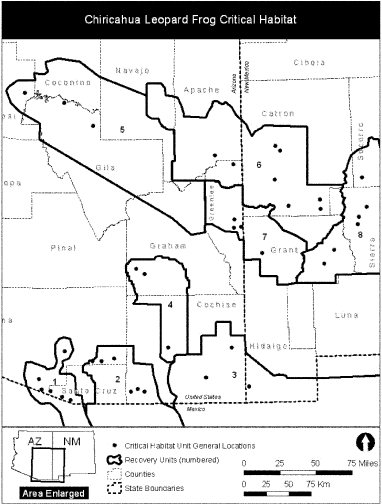 Chiricahua Leopard Frog Critical Habitat
Navajo
Cibola
Coconino
Apache
Arizona
New Mexico
Catron
5
Socorro
6
Gila
Greenlee
Pinal
Graham
7
Grant
8
Sierra
4
Cochise
Luna
Hidalgo
1
2
3
Santa Cruz
United States
Mexico
AZ
NM
Area Enlarged
Critical Habitat Unit General Locations
Recovery Units (numbered)
Counties
State Boundaries
0 25 50 75 Miles
0 25 50 75 Km